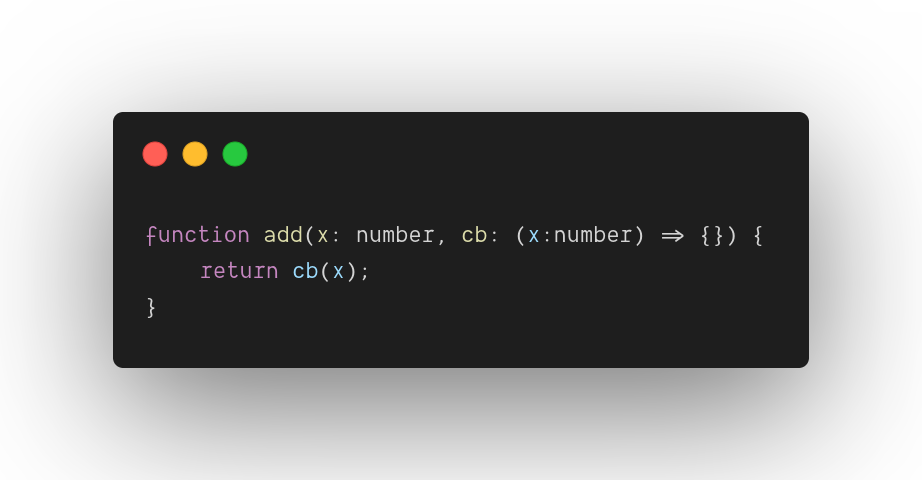 function add(x: number, cb: (x:number) => {}) {
    return cb(x);
}